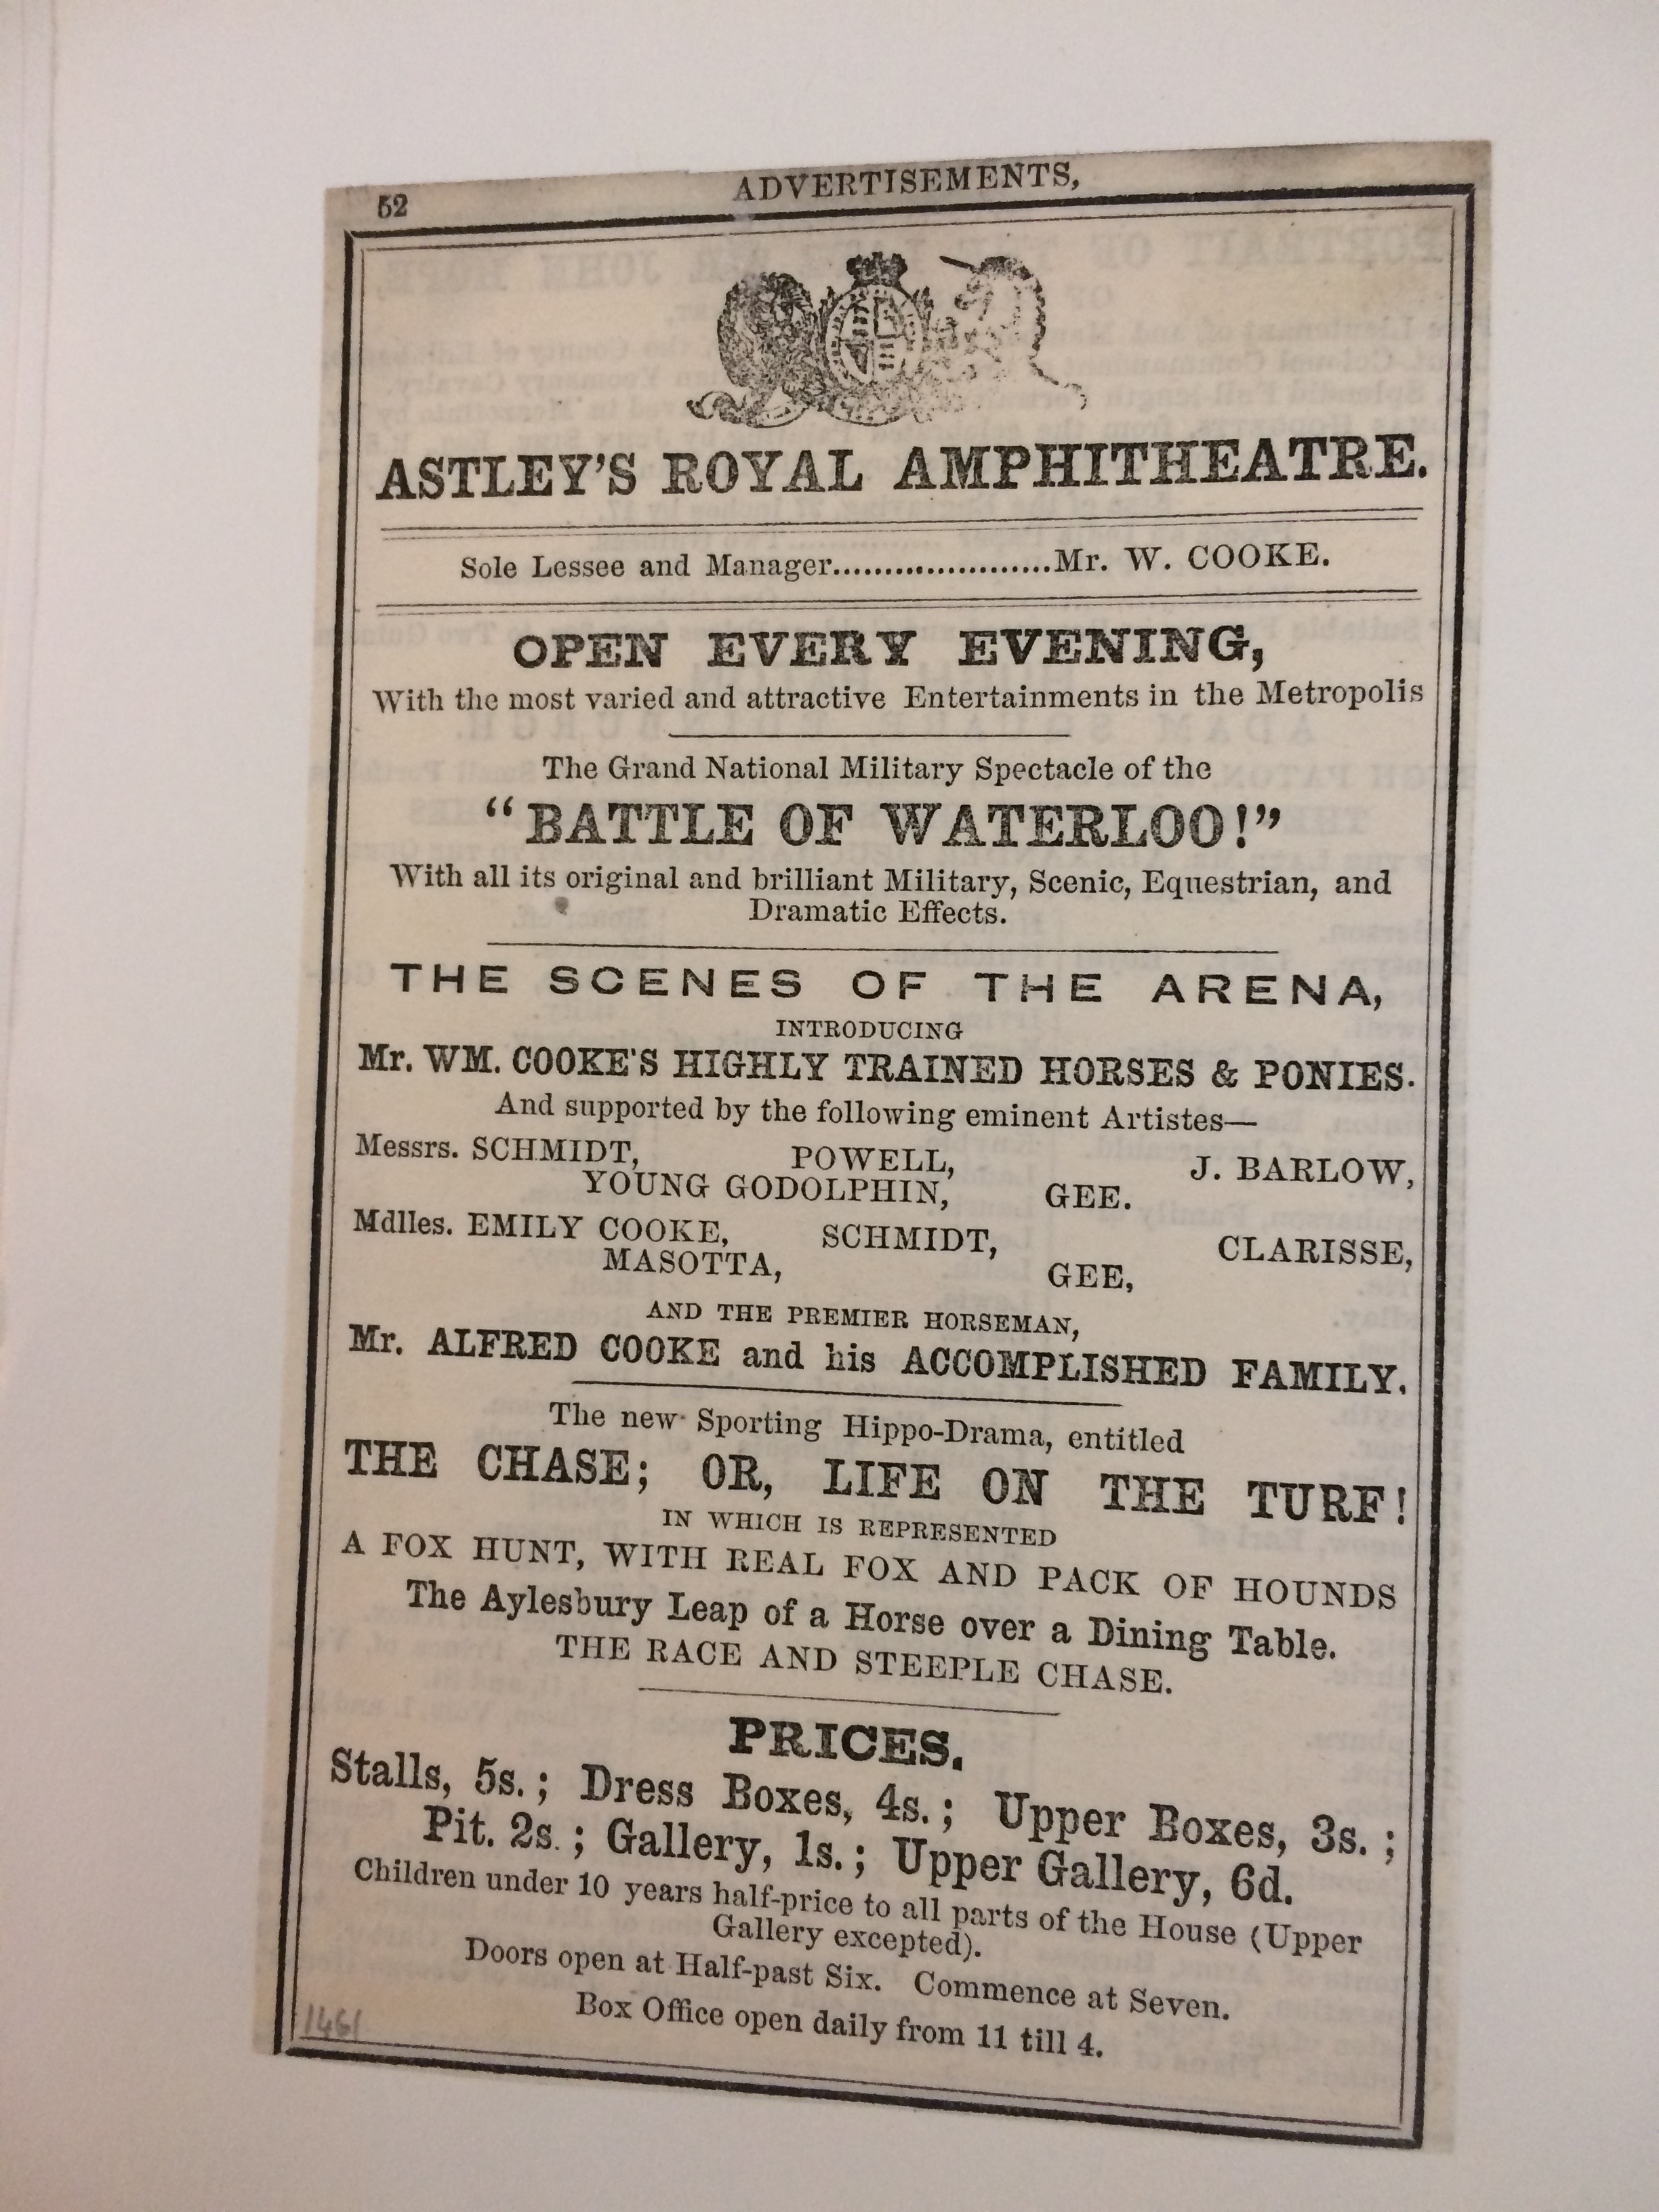 52
ADVERTISEMENTS,
ASTLEY'S ROYAL AMPHITHEATRE.
Sole Lessee and Manager.....................Mr. W. COOKE.
OPEN EVERY EVENING,
With the most varied and attractive Entertainments in the Metropolis
The Grand National Military Spectacle of the
"BATTLE OF WATERLOO!"
With all its original and brilliant Military, Scenic, Equestrian, and
Dramatic Effects.
THE SCENES OF THE ARENA,
INTRODUCING
Mr. WM. COOKE'S HIGHLY TRAINED HORSES & PONIES.
And supported by the following eminent Artistes—
Messrs. SCHMIDT, POWELL, J. BARLOW,
YOUNG GODOLPHIN, GEE.
Mdlles. EMILY COOKE, SCHMIDT, CLARISSE,
MASOTTA, GEE,
AND THE PREMIER HORSEMAN,
Mr. ALFRED COOKE and his ACCOMPLISHED FAMILY.
The new Sporting Hippo-Drama, entitled
THE CHASE; OR, LIFE ON THE TURF!
IN WHICH IS REPRESENTED
A FOX HUNT, WITH REAL FOX AND PACK OF HOUNDS
The Aylesbury Leap of a Horse over a Dining Table.
THE RACE AND STEEPLE CHASE.
PRICES.
Stalls, 5s.; Dress Boxes, 4s.; Upper Boxes, 3s.;
Pit. 2s.; Gallery, 1s.; Upper Gallery, 6d.
Children under 10 years half-price to all parts of the House (Upper
Gallery excepted).
Doors open at Half-past Six. Commence at Seven.
Box Office open daily from 11 till 4.
1461